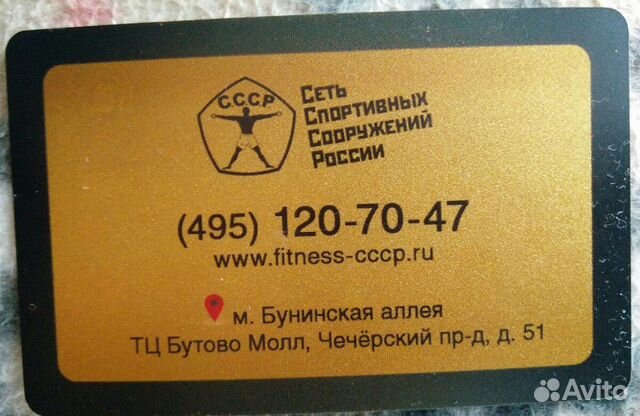 С.С.С.Р
Сеть
Спортивных
Сооружений
России
(495) 120-70-47
www.fitness-cccp.ru
м. Бунинская аллея
ТЦ Бутово Молл, Чечёрский пр-д, д. 51
Avito